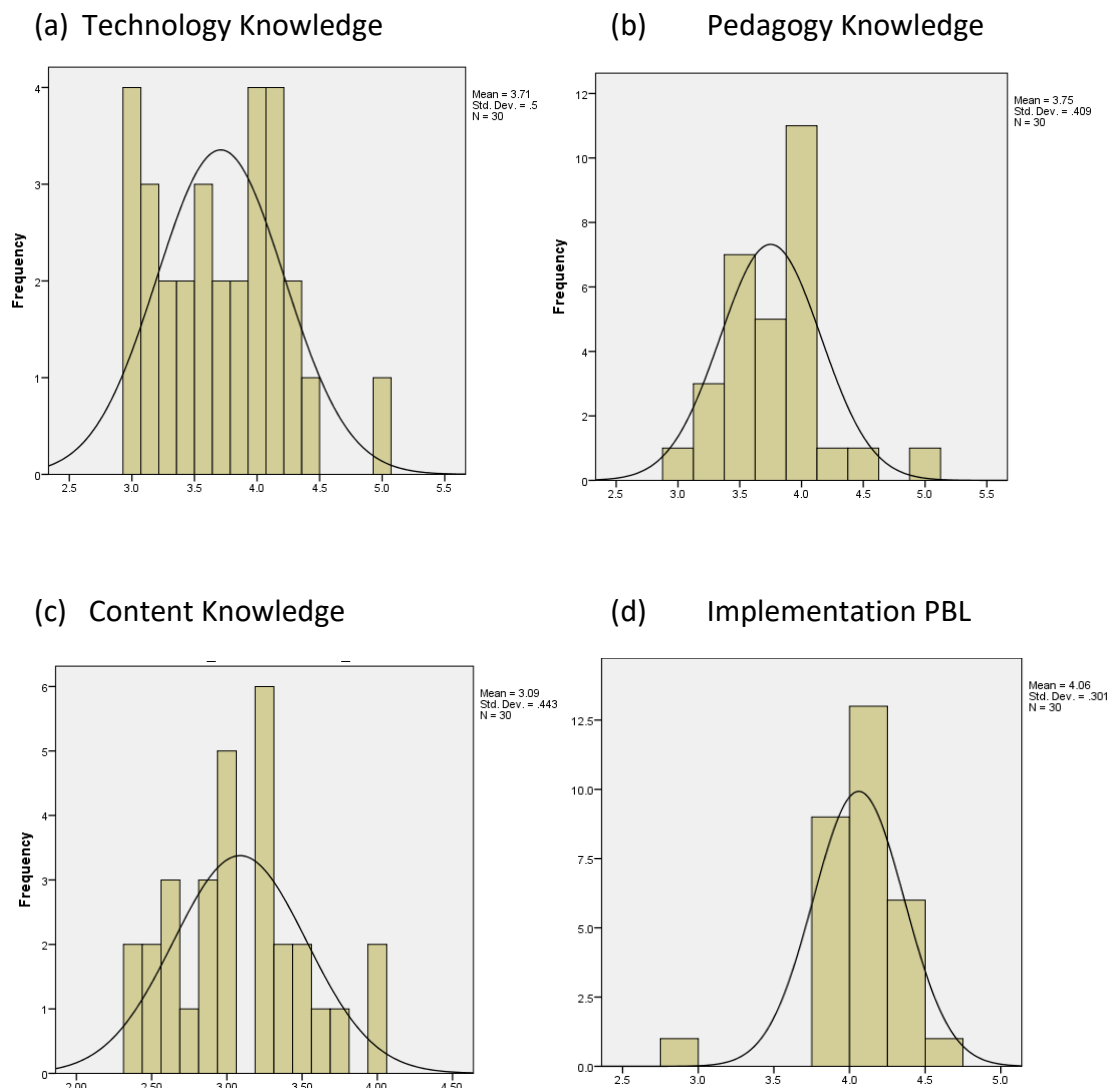 (a) Technology Knowledge
(b) Pedagogy Knowledge
Mean = 3.71
Std. Dev. = .5
N = 30
Frequency
4
3
2
1
0
2.5 3.0 3.5 4.0 4.5 5.0 5.5
Mean = 3.75
Std. Dev. = .409
N = 30
Frequency
12
10
8
6
4
2
0
2.5 3.0 3.5 4.0 4.5 5.0 5.5
(c) Content Knowledge
(d) Implementation PBL
Mean = 3.09
Std. Dev. = .443
N = 30
Frequency
6
5
4
3
2
1
0
2.00 2.50 3.00 3.50 4.00 4.50
Mean = 4.06
Std. Dev. = .301
N = 30
12.5
10.0
7.5
5.0
2.5
0.0
2.5 3.0 3.5 4.0 4.5 5.0